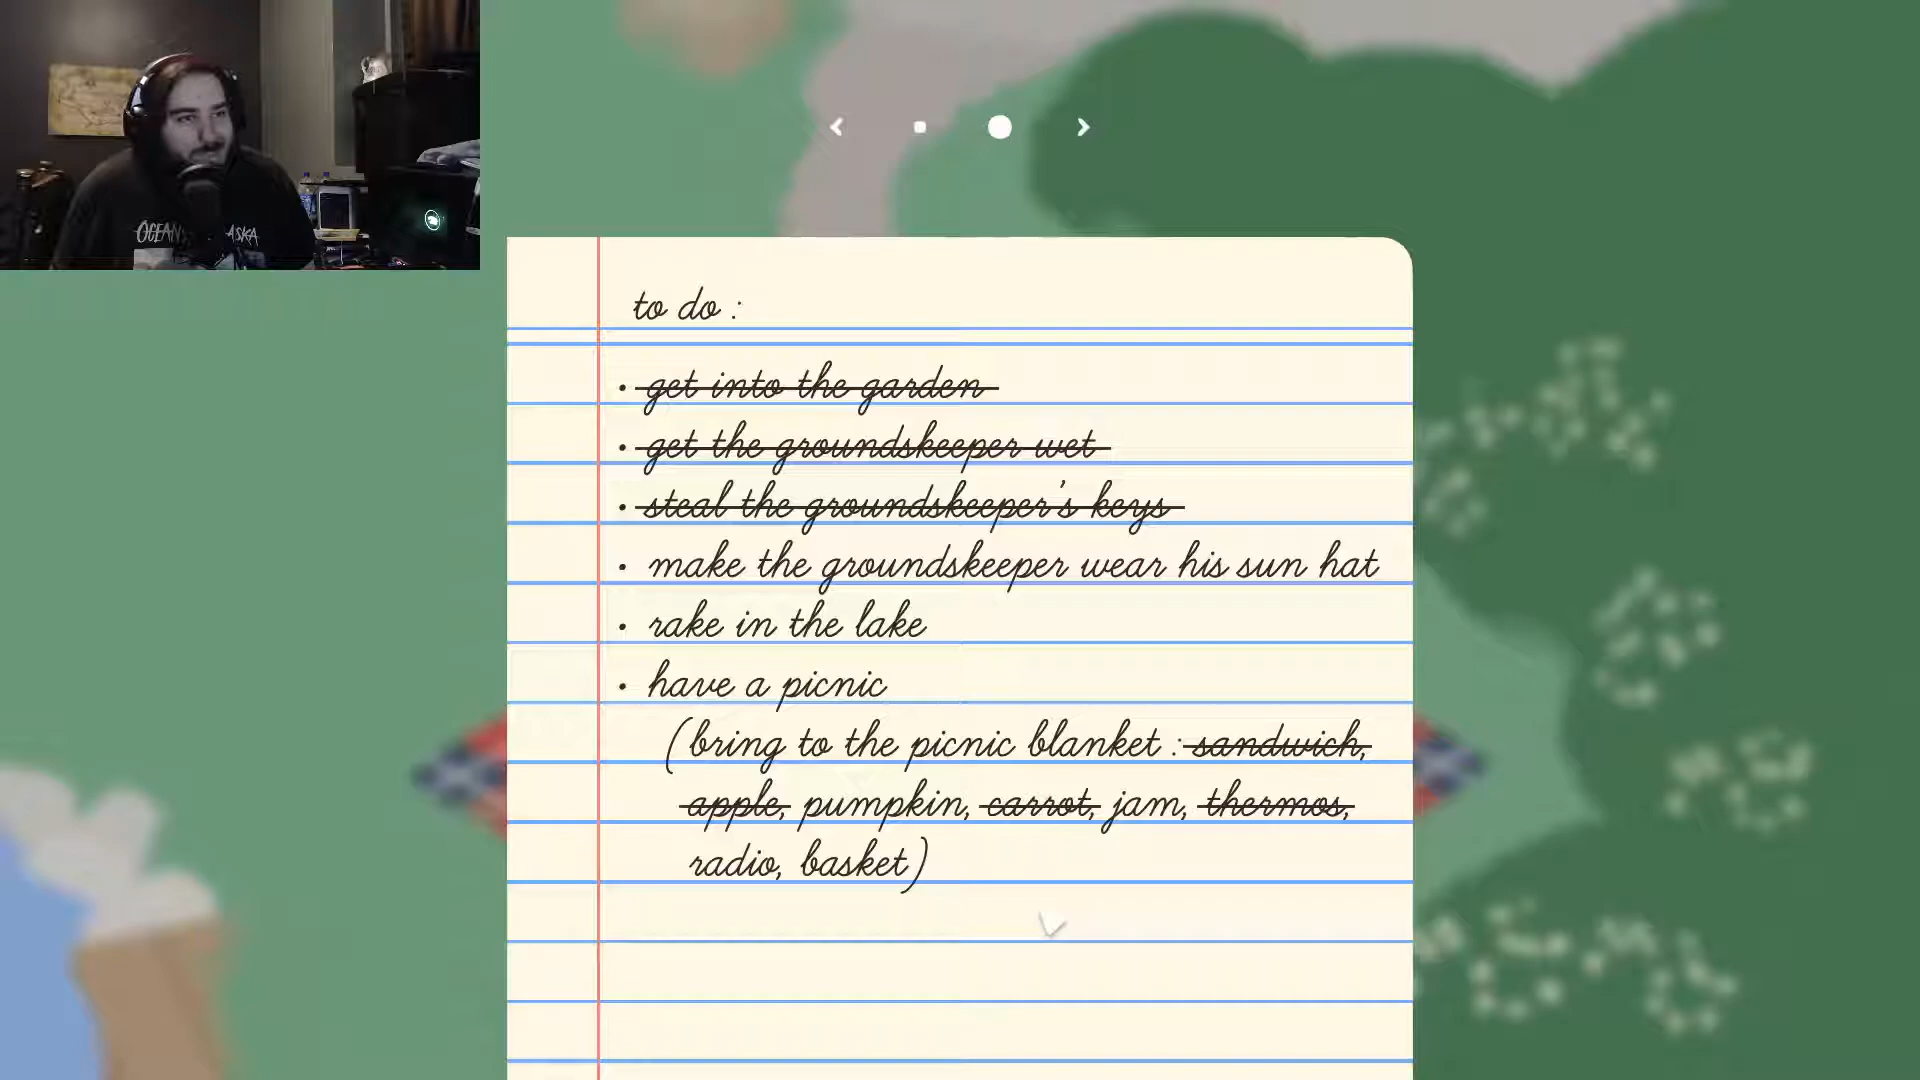 OCEANS ASKA
to do :
• get into the garden
• get the groundskeeper wet
• steal the groundskeeper's keys
• make the groundskeeper wear his sun hat
• rake in the lake
• have a picnic
(bring to the picnic blanket : sandwich,
apple, pumpkin, carrot, jam, thermos,
radio, basket)